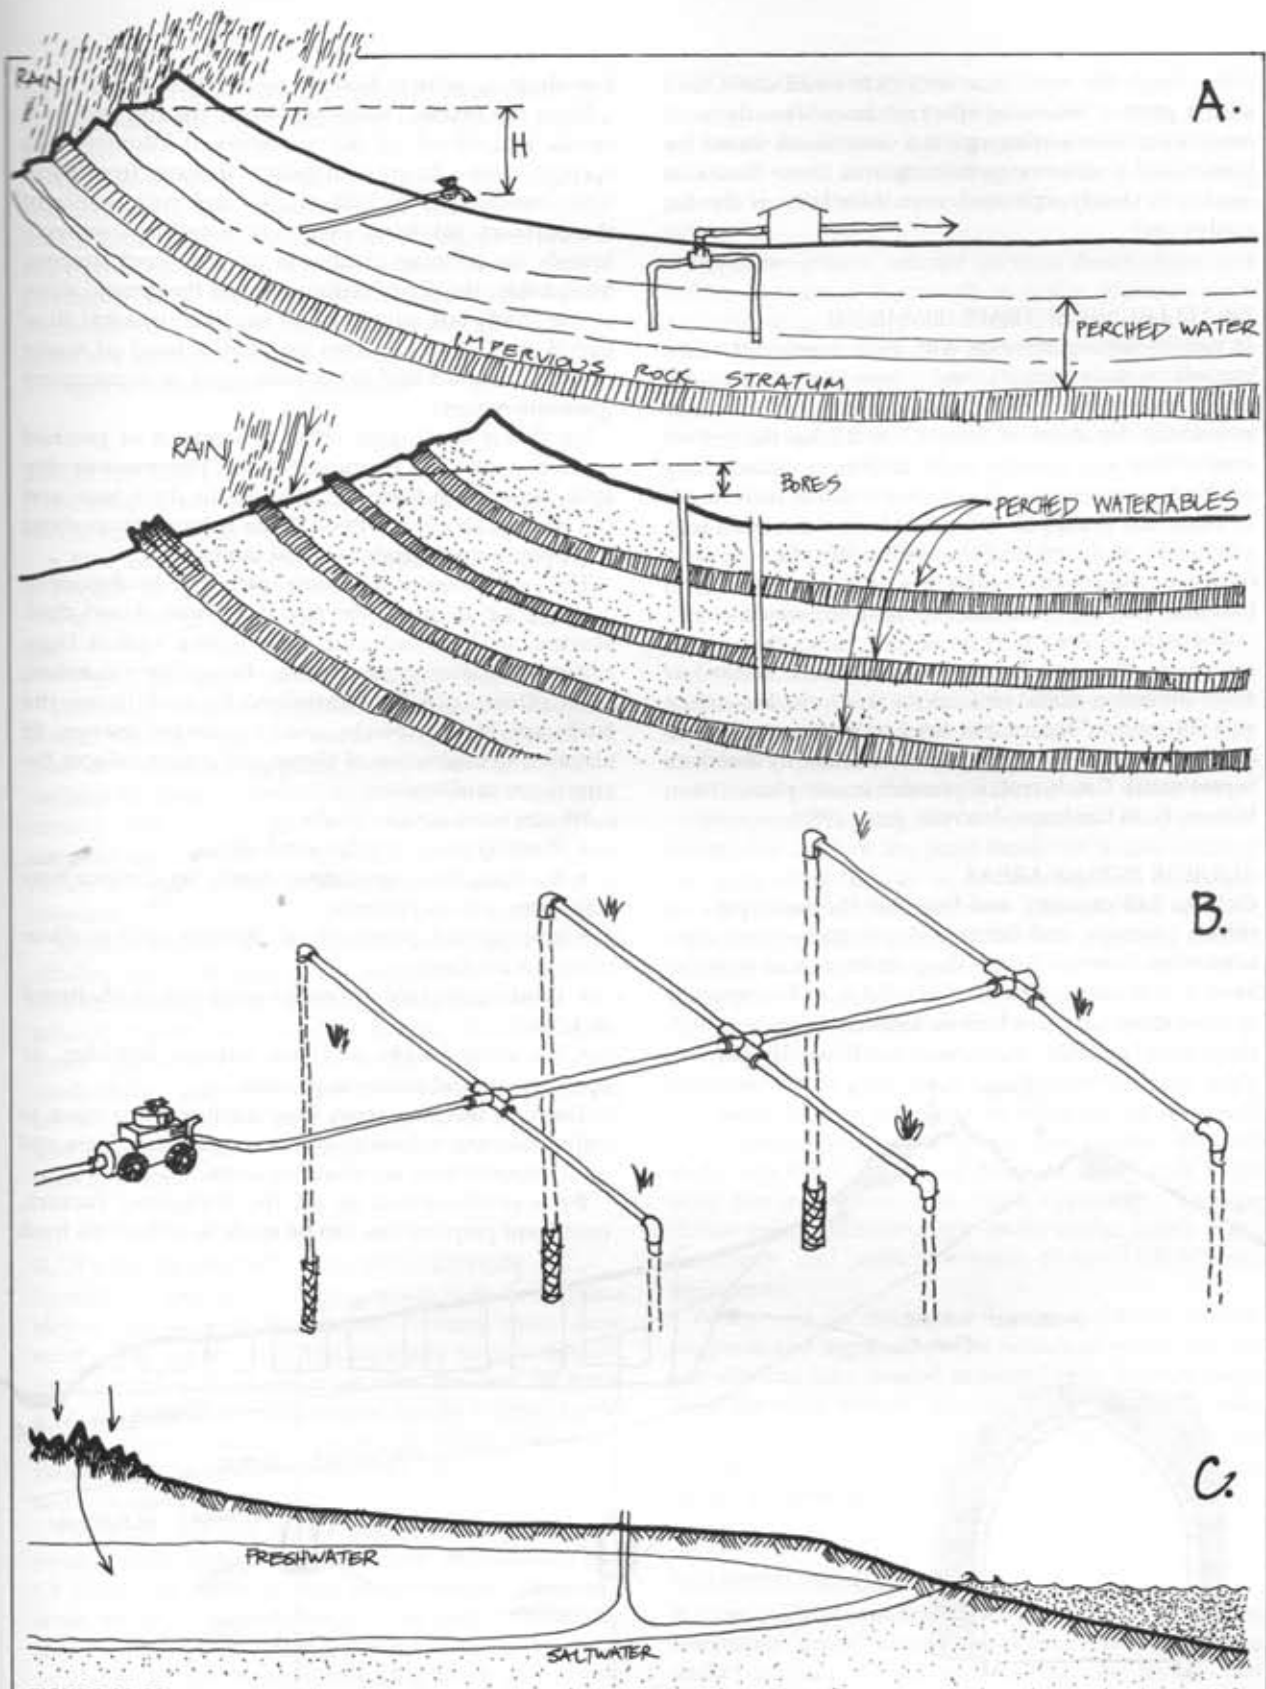 RAIN
A.
H
PERCHED WATER
IMPERVIOUS ROCK STRATUM
RAIN
BORES
PERCHED WATERTABLES
B.
C.
FRESHWATER
SALTWATER